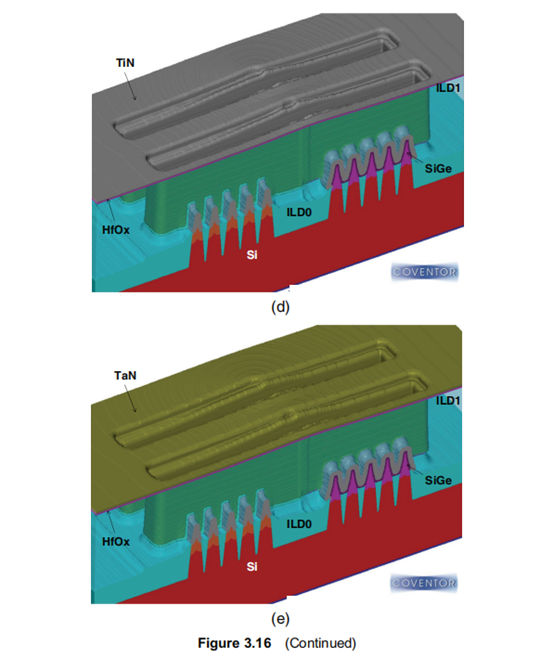 TiN
ILD1
SiGe
ILD0
HfOx
Si
COVENTOR
(d)
TaN
ILD1
SiGe
ILD0
HfOx
Si
COVENTOR
(e)
Figure 3.16 (Continued)